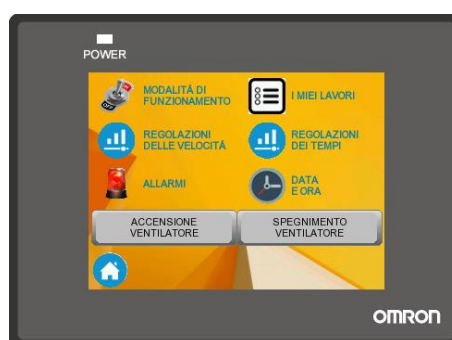 POWER
MODALITÀ DI
FUNZIONAMENTO
I MIEI LAVORI
REGOLAZIONI
DELLE VELOCITÀ
REGOLAZIONI
DEI TEMPI
ALLARMI
DATA
E ORA
ACCENSIONE
VENTILATORE
SPEGNIMENTO
VENTILATORE
OMRON